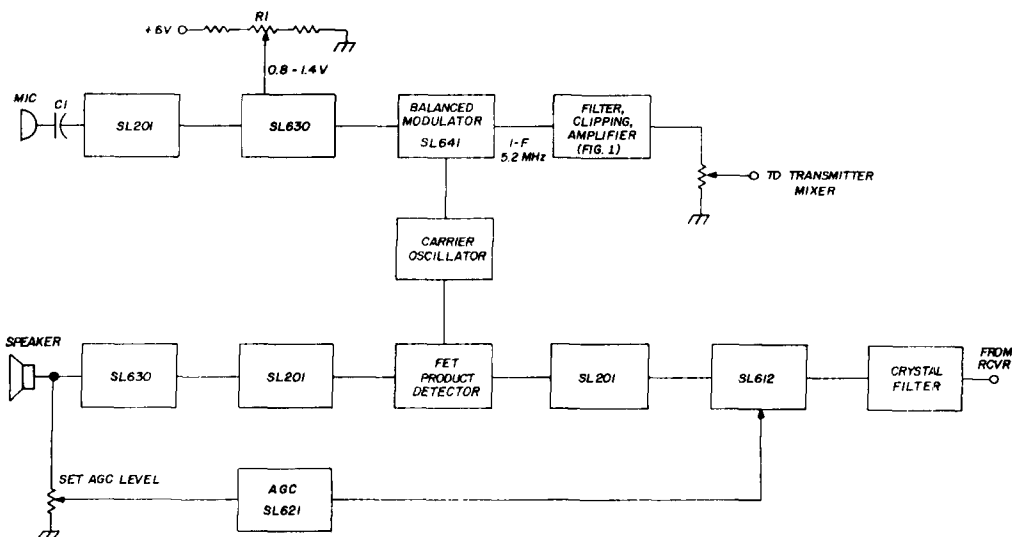 +6V
R1
0.8 - 1.4 V
MIC
C1
SL201
SL630
BALANCED
MODULATOR
SL641
I-F
5.2 MHz
FILTER,
CLIPPING,
AMPLIFIER
(FIG. 1)
TO TRANSMITTER
MIXER
CARRIER
OSCILLATOR
SPEAKER
SL630
SL201
FET
PRODUCT
DETECTOR
SL201
SL612
CRYSTAL
FILTER
FROM
RCVR
SET AGC LEVEL
AGC
SL621